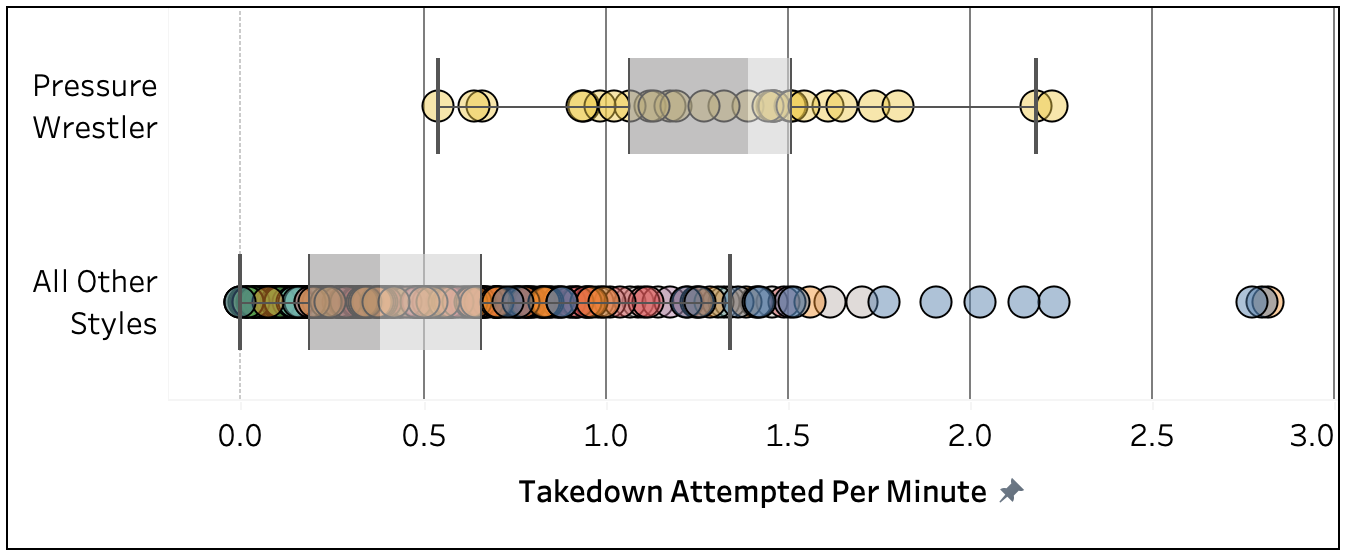 Pressure
Wrestler
All Other
Styles
0.0 0.5 1.0 1.5 2.0 2.5 3.0
Takedown Attempted Per Minute